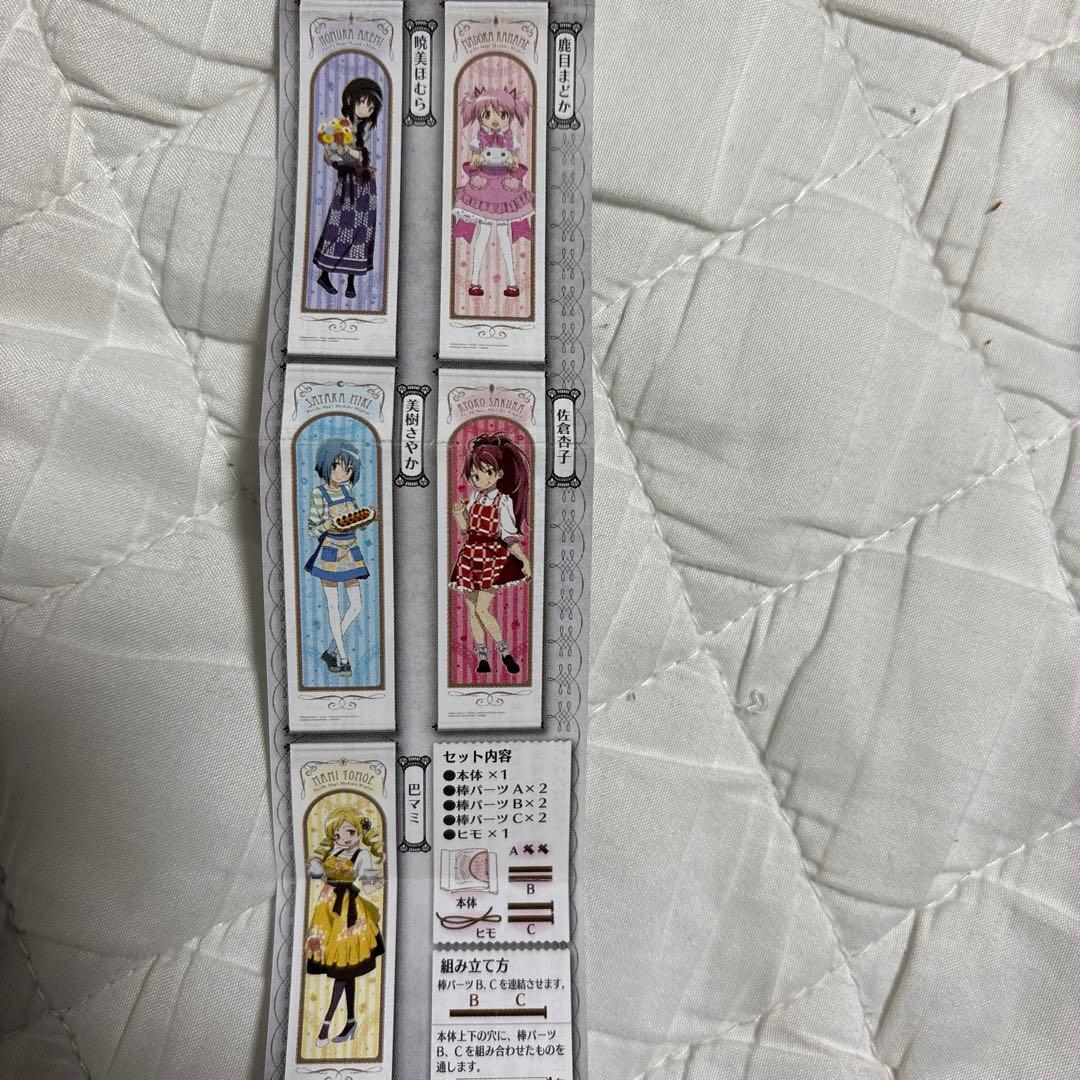 HOMURA AKEMI
暁美ほむら
MADOKA KANAME
鹿目まどか
SAYAKA MIKI
美樹さやか
KYOKO SAKURA
佐倉杏子
MAMI TOMOE
巴マミ
セット内容
●本体×1
●棒パーツA×2
●棒パーツB×2
●棒パーツC×2
●ヒモ×1
A
B
本体
C
ヒモ
組み立て方
棒パーツB、Cを連結させます。
B C
本体上下の穴に、棒パーツ
B、Cを組み合わせたものを
通します。